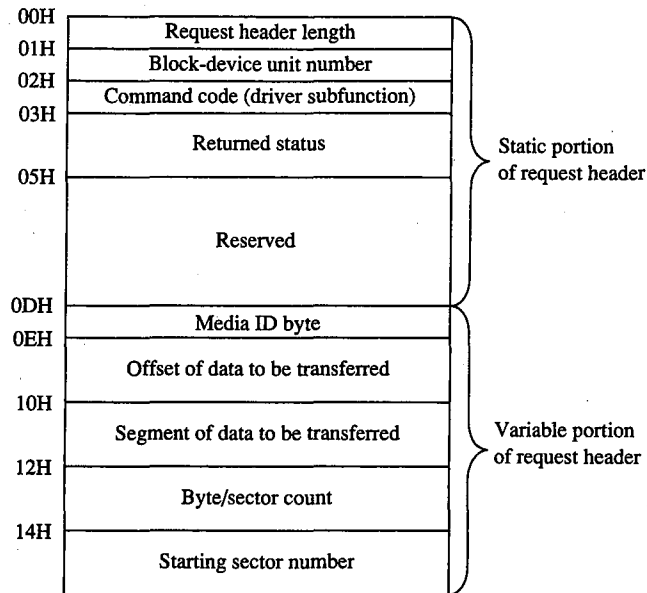 00H
Request header length
01H
Block-device unit number
02H
Command code (driver subfunction)
03H
Returned status
Static portion
of request header
05H
Reserved
0DH
Media ID byte
0EH
Offset of data to be transferred
10H
Segment of data to be transferred
Variable portion
of request header
12H
Byte/sector count
14H
Starting sector number